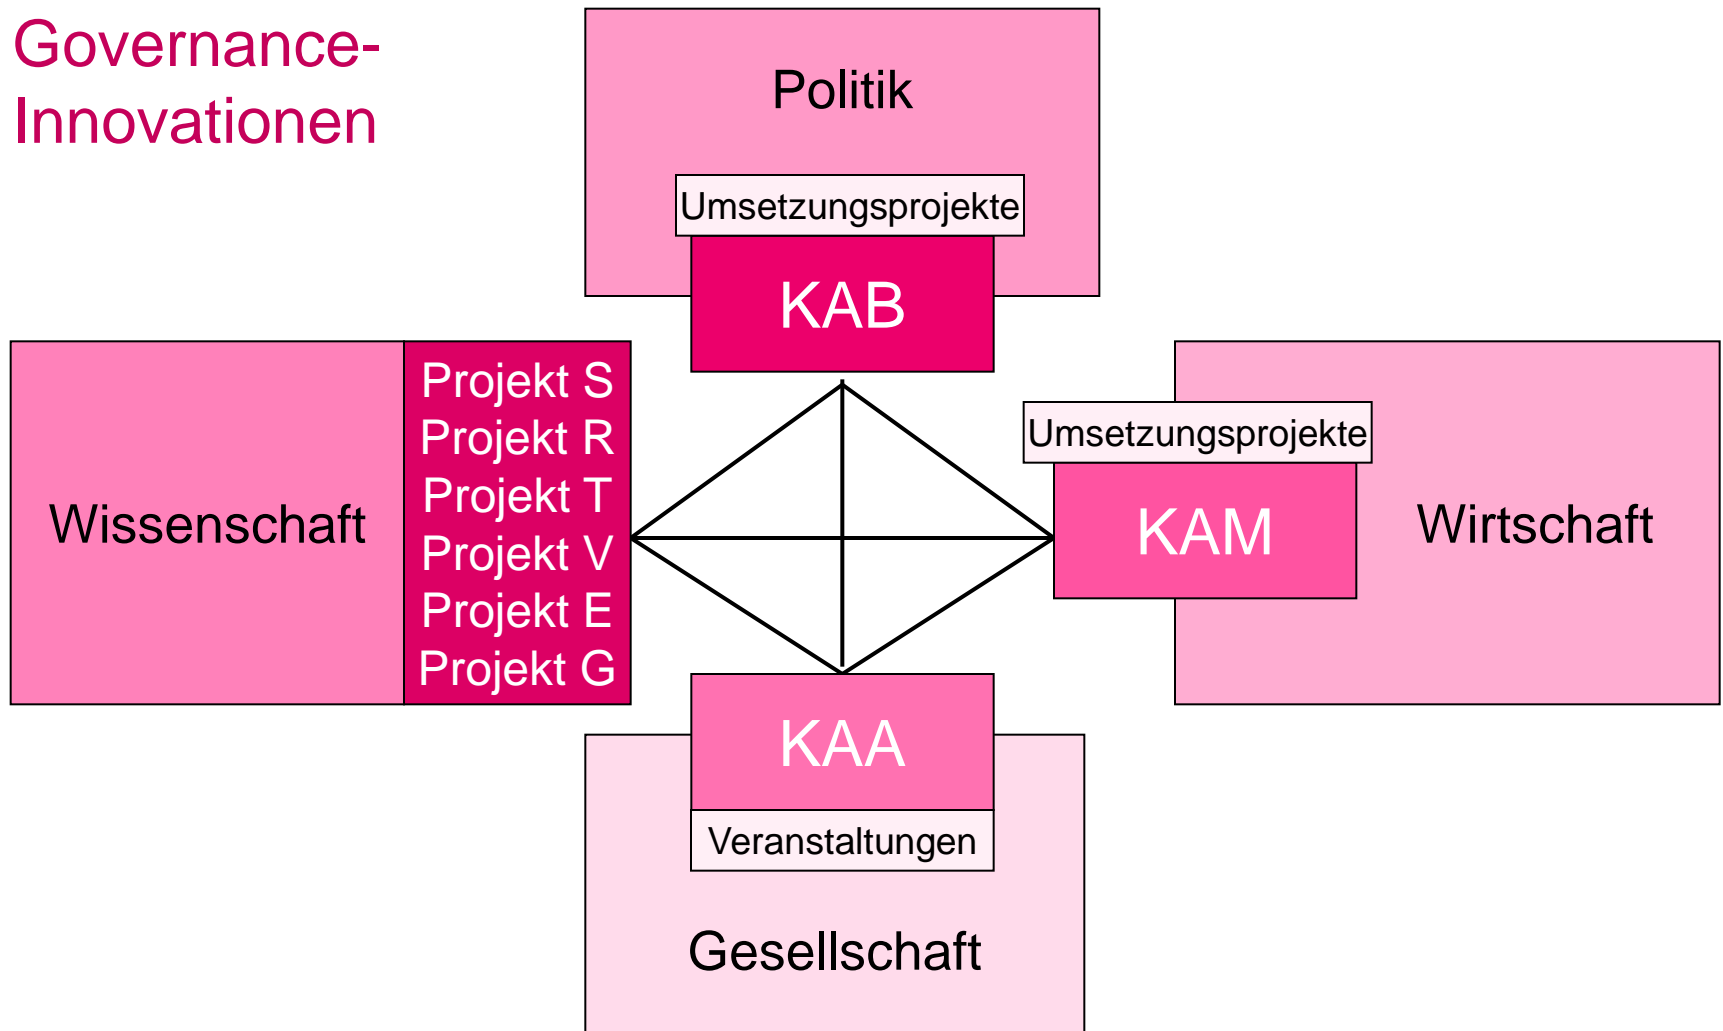 Governance-
Innovationen
Politik
Umsetzungsprojekte
KAB
Wissenschaft
Projekt S
Projekt R
Projekt T
Projekt V
Projekt E
Projekt G
Umsetzungsprojekte
KAM
Wirtschaft
KAA
Veranstaltungen
Gesellschaft